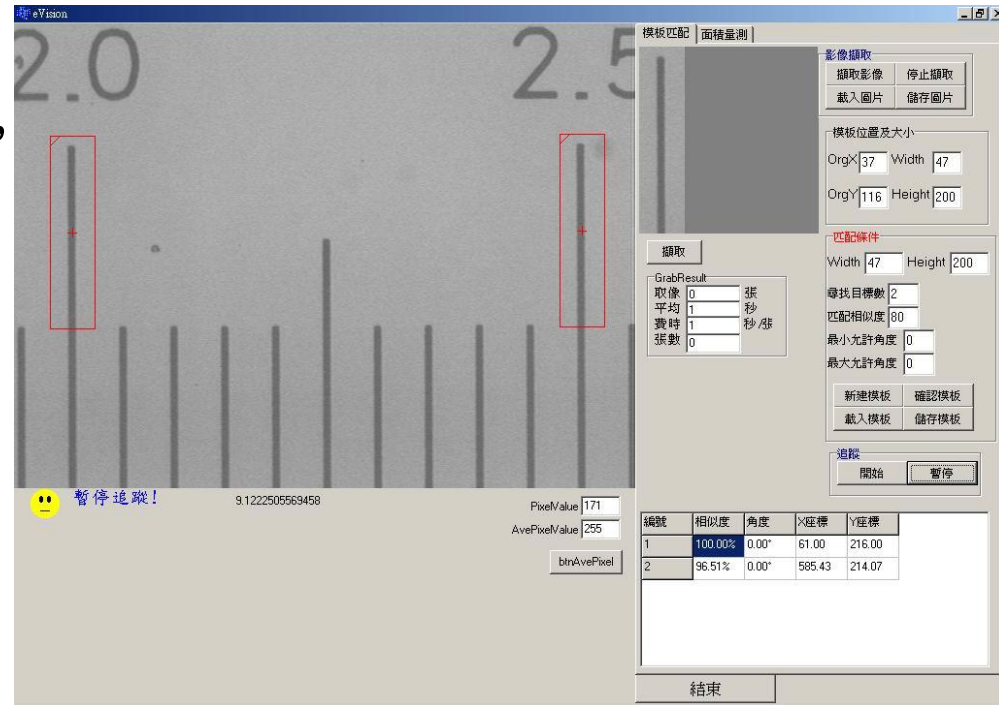 eVision
2.0
2.5
模板匹配 面積量測
影像擷取
擷取影像 停止擷取
載入圖片 儲存圖片
模板位置及大小
OrgX 37 Width 47
OrgY 116 Height 200
擷取
GrabResult
取像 0 張
平均 1 秒
費時 1 秒/張
張數 0
匹配條件
Width 47 Height 200
尋找目標數 2
匹配相似度 80
最小允許角度 0
最大允許角度 0
新建模板 確認模板
載入模板 儲存模板
追蹤
開始 暫停
暫停追蹤!
9.1222505569458
PixelValue 171
AvePixelValue 255
btnAvePixel
編號 相似度 角度 X座標 Y座標
1 100.00% 0.00° 61.00 216.00
2 96.51% 0.00° 585.43 214.07
結束